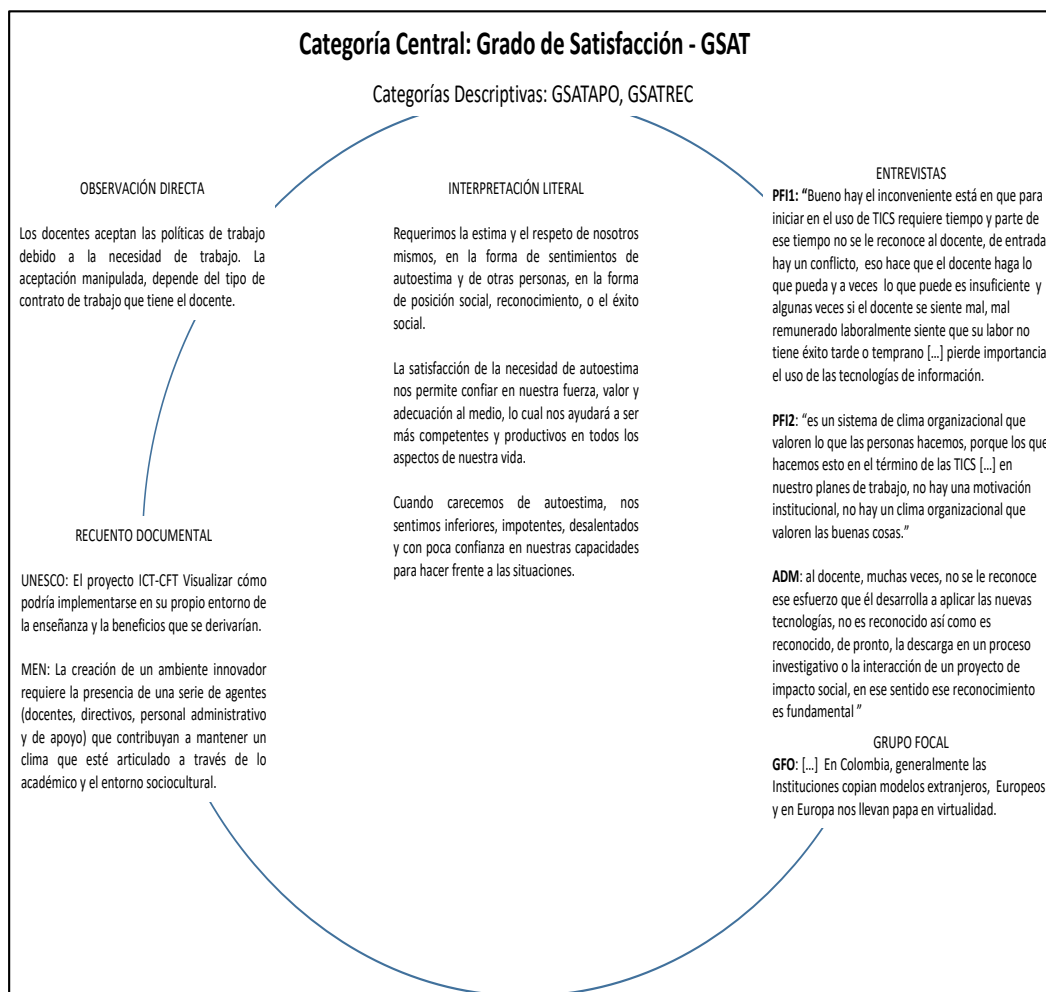 Categoría Central: Grado de Satisfacción - GSAT
Categorías Descriptivas: GSATAPO, GSATREC
OBSERVACIÓN DIRECTA
Los docentes aceptan las políticas de trabajo
debido a la necesidad de trabajo. La
aceptación manipulada, depende del tipo de
contrato de trabajo que tiene el docente.
RECUENTO DOCUMENTAL
UNESCO: El proyecto ICT-CFT Visualizar cómo
podría implementarse en su propio entorno de
la enseñanza y la beneficios que se derivarían.
MEN: La creación de un ambiente innovador
requiere la presencia de una serie de agentes
(docentes, directivos, personal administrativo
y de apoyo) que contribuyan a mantener un
clima que esté articulado a través de lo
académico y el entorno sociocultural.
INTERPRETACIÓN LITERAL
Requerimos la estima y el respeto de nosotros
mismos, en la forma de sentimientos de
autoestima y de otras personas, en la forma
de posición social, reconocimiento, o el éxito
social.
La satisfacción de la necesidad de autoestima
nos permite confiar en nuestra fuerza, valor y
adecuación al medio, lo cual nos ayudará a ser
más competentes y productivos en todos los
aspectos de nuestra vida.
Cuando carecemos de autoestima, nos
sentimos inferiores, impotentes, desalentados
y con poca confianza en nuestras capacidades
para hacer frente a las situaciones.
ENTREVISTAS
PFI1: “Bueno hay el inconveniente está en que para
iniciar en el uso de TICS requiere tiempo y parte de
ese tiempo no se le reconoce al docente, de entrada
hay un conflicto, eso hace que el docente haga lo
que pueda y a veces lo que puede es insuficiente y
algunas veces si el docente se siente mal, mal
remunerado laboralmente siente que su labor no
tiene éxito tarde o temprano […] pierde importancia
el uso de las tecnologías de información.
PFI2: “es un sistema de clima organizacional que
valoren lo que las personas hacemos, porque los que
hacemos esto en el término de las TICS […] en
nuestro planes de trabajo, no hay una motivación
institucional, no hay un clima organizacional que
valoren las buenas cosas.”
ADM: al docente, muchas veces, no se le reconoce
ese esfuerzo que él desarrolla a aplicar las nuevas
tecnologías, no es reconocido así como es
reconocido, de pronto, la descarga en un proceso
investigativo o la interacción de un proyecto de
impacto social, en ese sentido ese reconocimiento
es fundamental ”
GRUPO FOCAL
GFO: […] En Colombia, generalmente las
Instituciones copian modelos extranjeros, Europeos
y en Europa nos llevan papa en virtualidad.